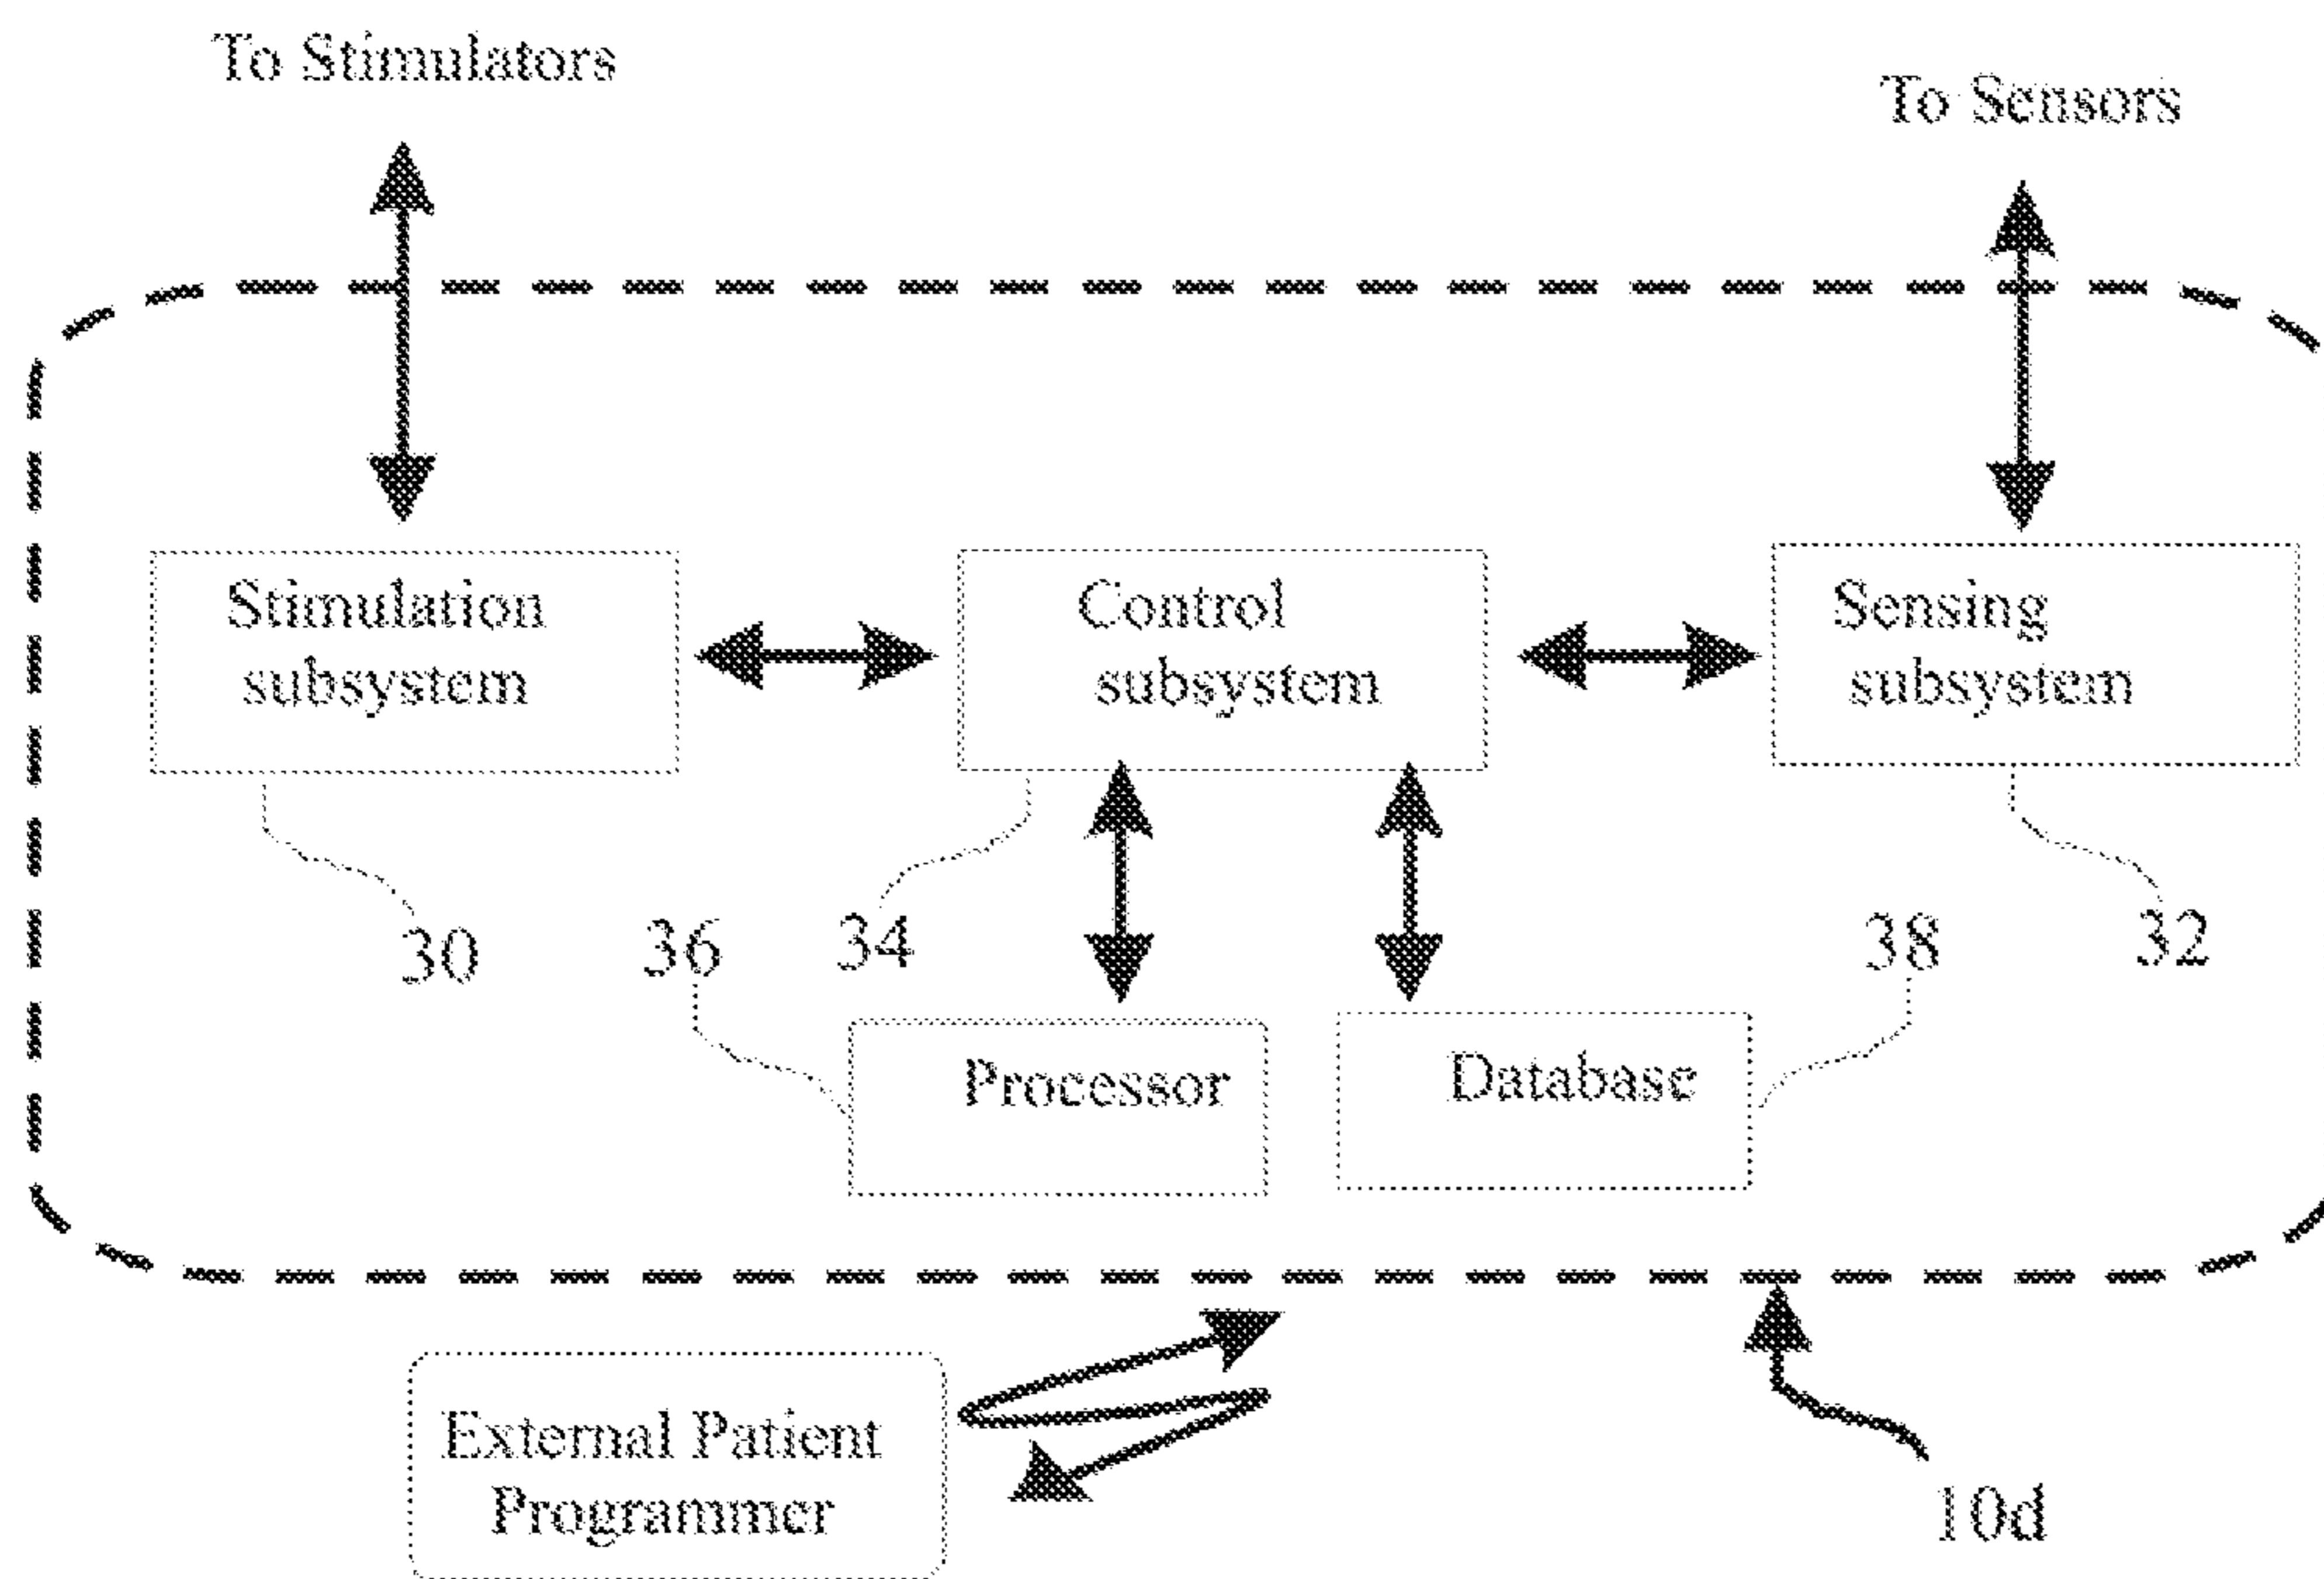 To Stimulators
To Sensors
Stimulation
subsystem
Control
subsystem
Sensing
subsystem
30
36
34
38
32
Processor
Database
External Patient
Programmer
10d